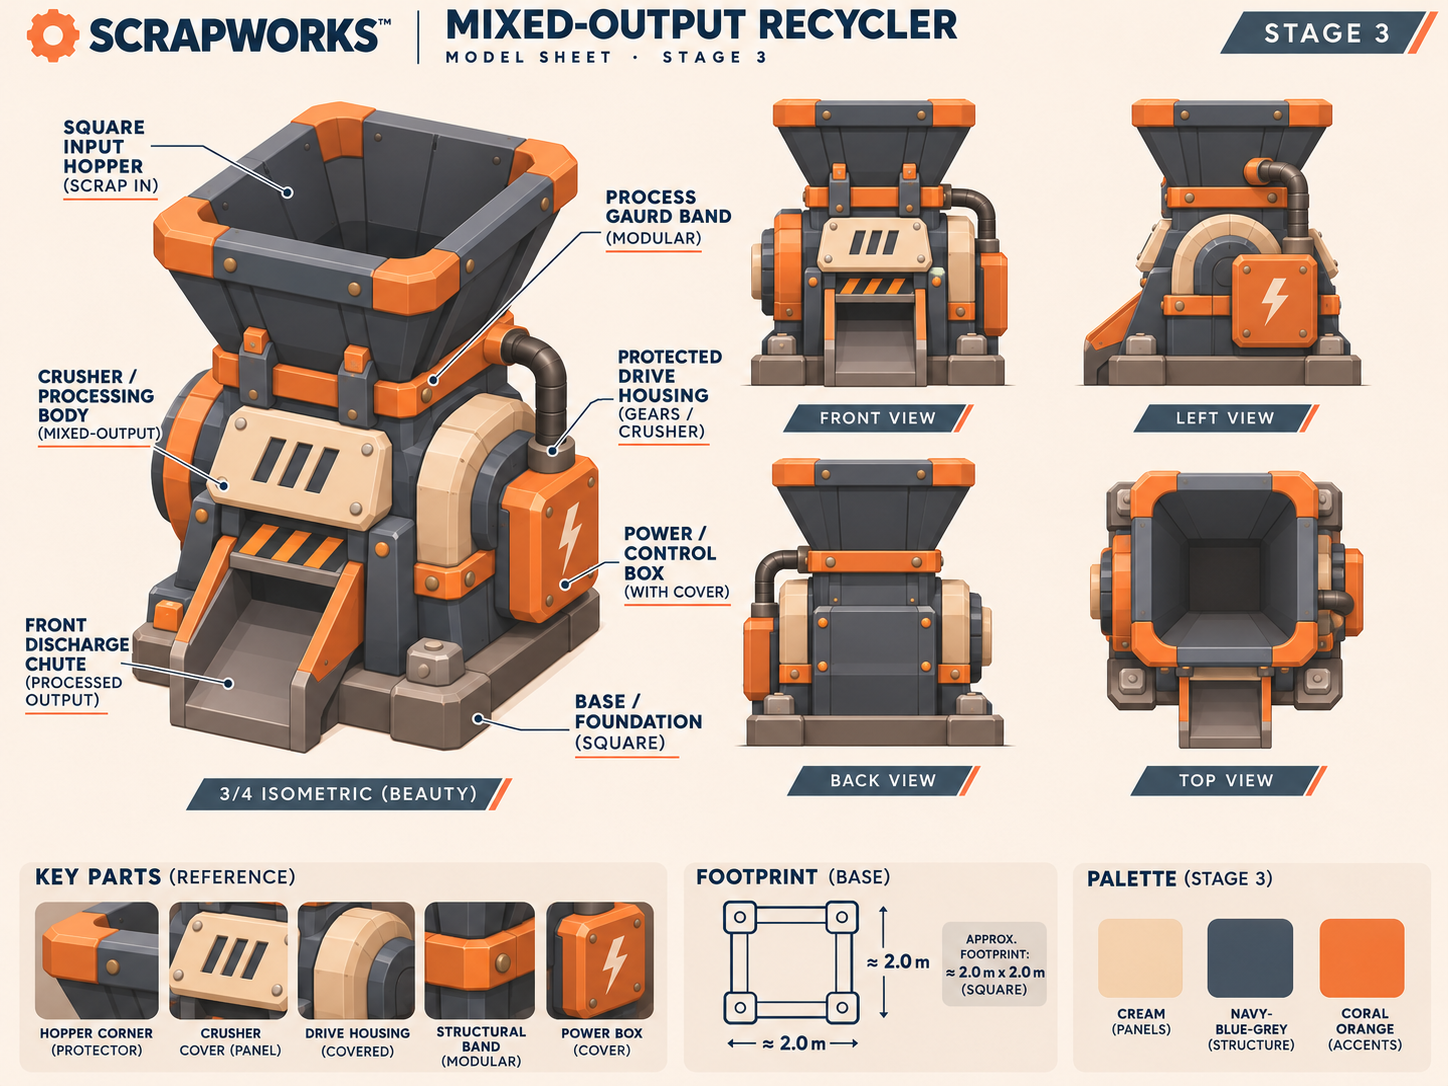 SCRAPWORKS™
MIXED-OUTPUT RECYCLER
MODEL SHEET · STAGE 3
STAGE 3
SQUARE
INPUT
HOPPER
(SCRAP IN)
PROCESS
GAURD BAND
(MODULAR)
CRUSHER /
PROCESSING
BODY
(MIXED-OUTPUT)
PROTECTED
DRIVE
HOUSING
(GEARS /
CRUSHER)
POWER /
CONTROL
BOX
(WITH COVER)
FRONT
DISCHARGE
CHUTE
(PROCESSED
OUTPUT)
BASE /
FOUNDATION
(SQUARE)
3/4 ISOMETRIC (BEAUTY)
FRONT VIEW
LEFT VIEW
BACK VIEW
TOP VIEW
KEY PARTS (REFERENCE)
HOPPER CORNER
(PROTECTOR)
CRUSHER
COVER (PANEL)
DRIVE HOUSING
(COVERED)
STRUCTURAL
BAND
(MODULAR)
POWER BOX
(COVER)
FOOTPRINT (BASE)
≈ 2.0 m
≈ 2.0 m
APPROX.
FOOTPRINT:
≈ 2.0 m x 2.0 m
(SQUARE)
PALETTE (STAGE 3)
CREAM
(PANELS)
NAVY-
BLUE-GREY
(STRUCTURE)
CORAL
ORANGE
(ACCENTS)